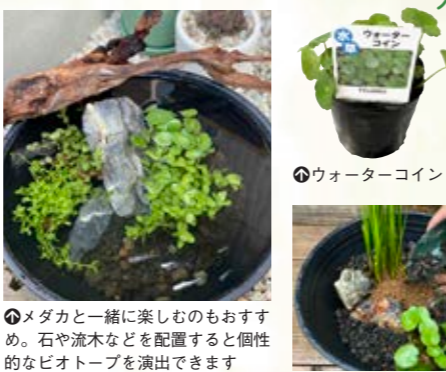 水草
ウォーター
コイン
⬆ウォーターコイン
⬆メダカと一緒に楽しむのもおすす
め。石や流木などを配置すると個性
的なビオトープを演出できます